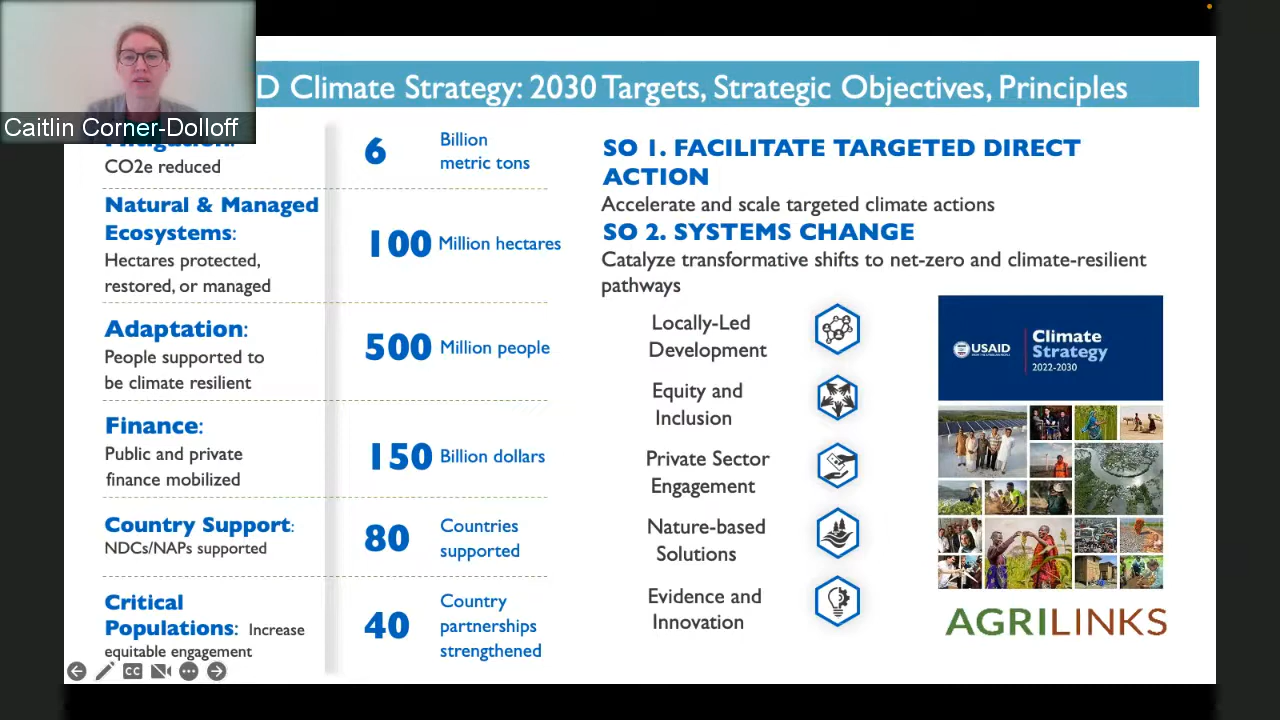 Caitlin Corner-Dolloff
D Climate Strategy: 2030 Targets, Strategic Objectives, Principles
Mitigation:
CO2e reduced
6
Billion
metric tons
Natural & Managed
Ecosystems:
Hectares protected,
restored, or managed
100 Million hectares
Adaptation:
People supported to
be climate resilient
500 Million people
Finance:
Public and private
finance mobilized
150 Billion dollars
Country Support:
NDCs/NAPs supported
80
Countries
supported
Critical
Populations: Increase
equitable engagement
40
Country
partnerships
strengthened
SO 1. FACILITATE TARGETED DIRECT
ACTION
Accelerate and scale targeted climate actions
SO 2. SYSTEMS CHANGE
Catalyze transformative shifts to net-zero and climate-resilient
pathways
Locally-Led
Development
Equity and
Inclusion
Private Sector
Engagement
Nature-based
Solutions
Evidence and
Innovation
USAID
Climate
Strategy
2022-2030
AGRILINKS
CC